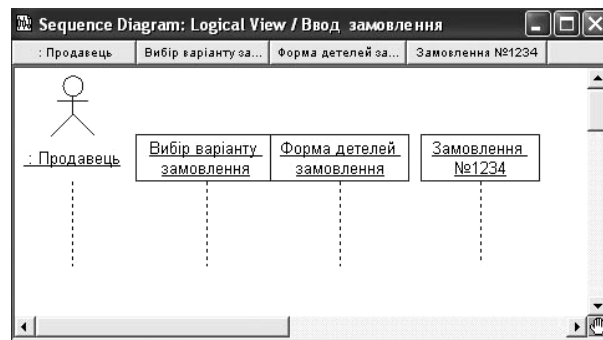 Sequence Diagram: Logical View / Ввод замовлення
: Продавець
Вибір варіанту за...
Форма детелей за...
Замовлення №1234
: Продавець
Вибір варіанту
замовлення
Форма детелей
замовлення
Замовлення
№1234